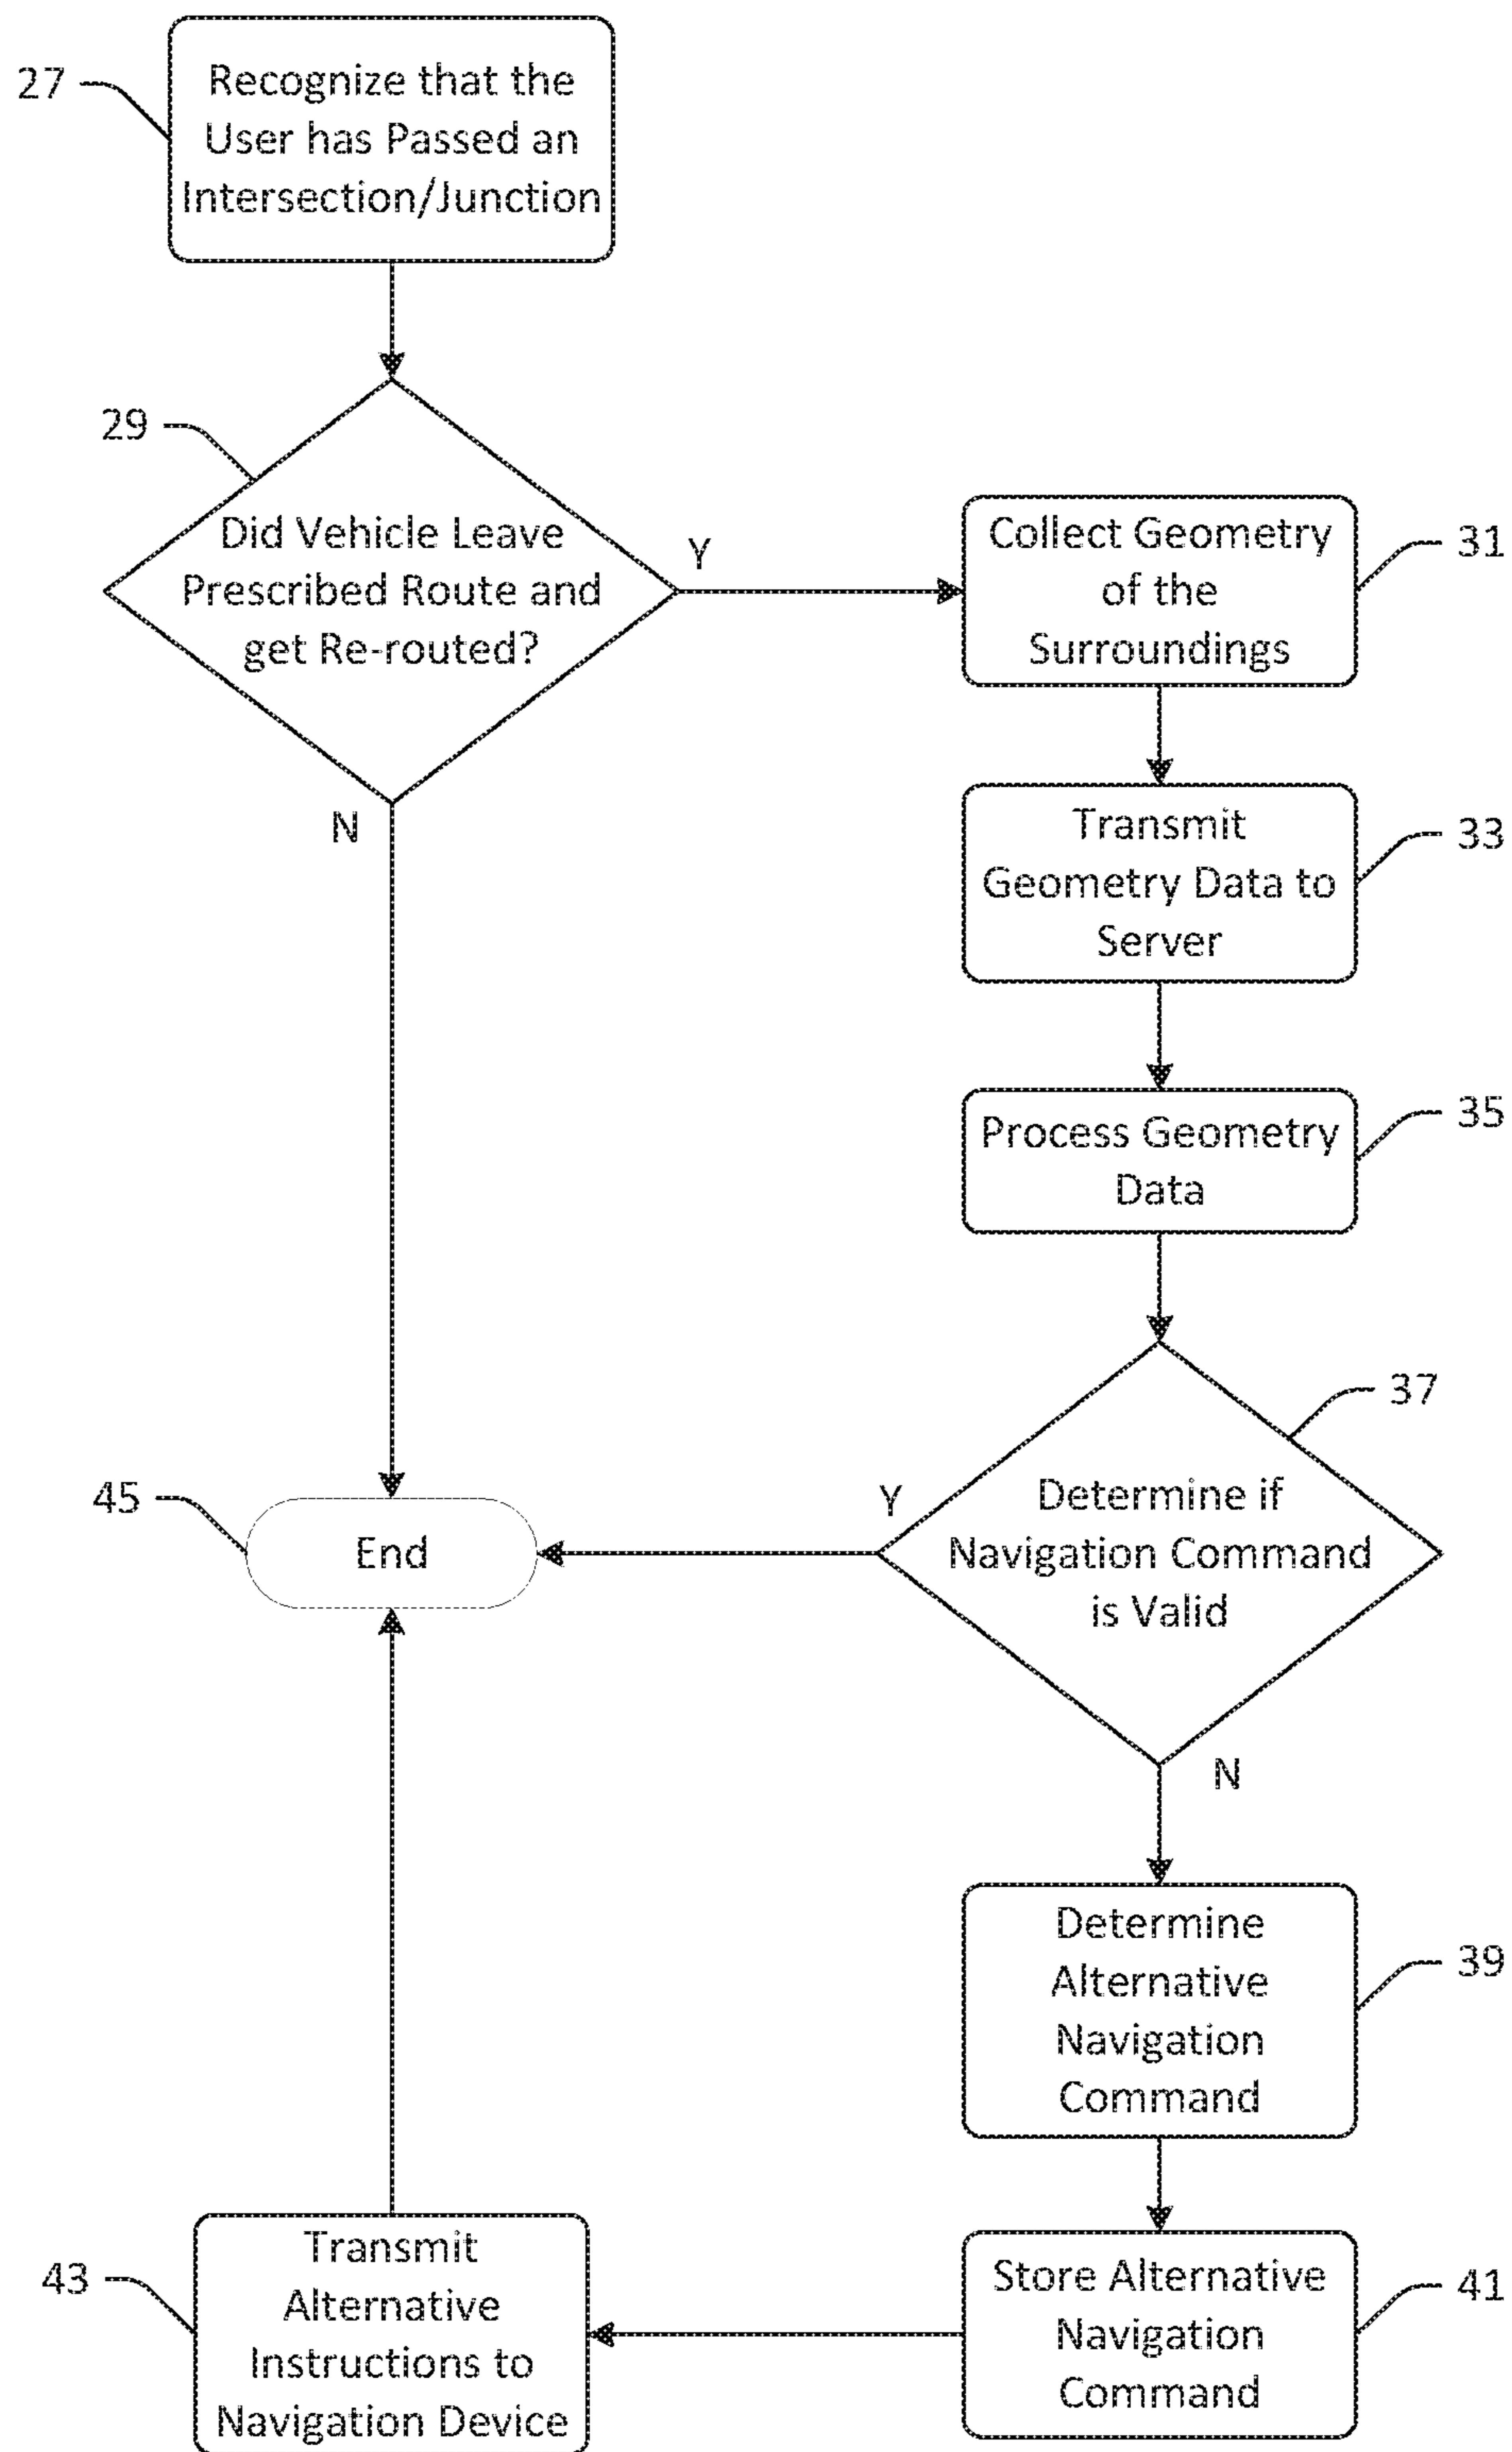 27
Recognize that the
User has Passed an
Intersection/Junction
29
Did Vehicle Leave
Prescribed Route and
get Re-routed?
Y
N
Collect Geometry
of the
Surroundings
31
Transmit
Geometry Data to
Server
33
Process Geometry
Data
35
37
Determine if
Navigation Command
is Valid
Y
N
45
End
Determine
Alternative
Navigation
Command
39
Store Alternative
Navigation
Command
41
43
Transmit
Alternative
Instructions to
Navigation Device